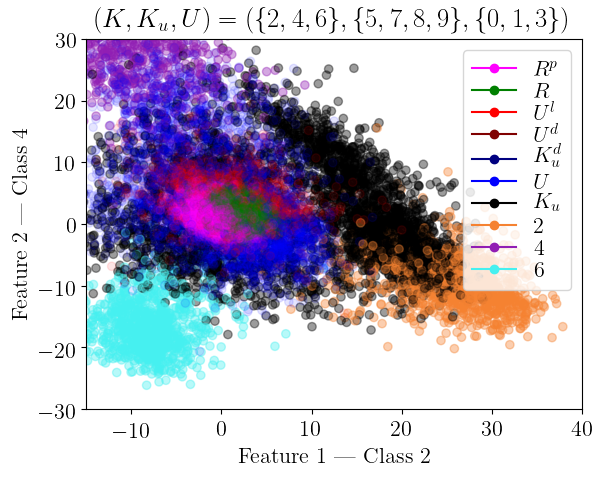 (K, K_u, U) = ({2, 4, 6}, {5, 7, 8, 9}, {0, 1, 3})
R^p
R
U^l
U^d
K_u^d
U
K_u
2
4
6
Feature 2 — Class 4
30
20
10
0
−10
−20
−30
−10
0
10
20
30
40
Feature 1 — Class 2